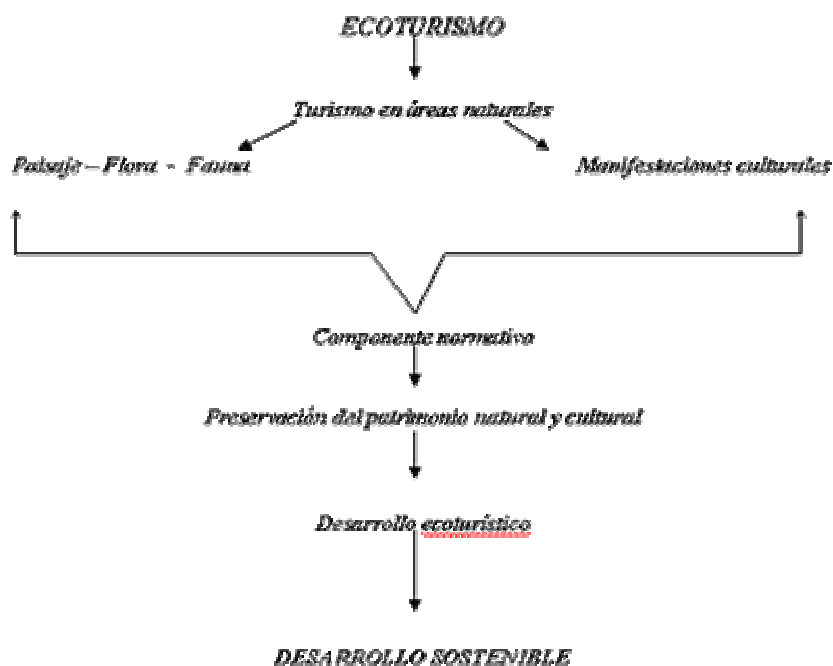 ECOTURISMO
Turismo en áreas naturales
Paisaje – Flora - Fauna
Manifestaciones culturales
Componente normativo
Preservación del patrimonio natural y cultural
Desarrollo ecoturístico
DESARROLLO SOSTENIBLE